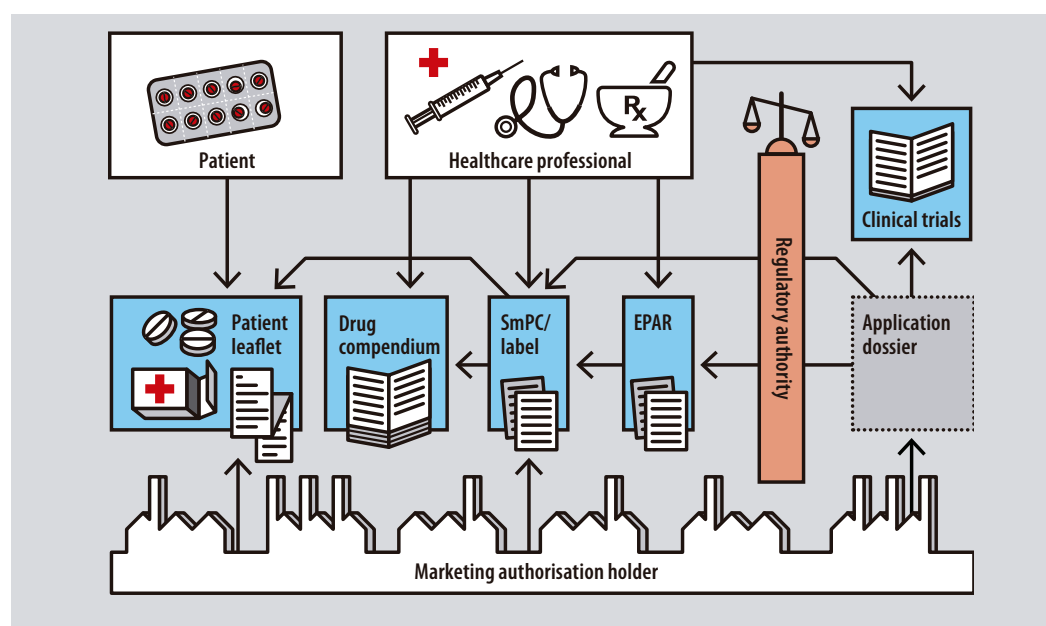 Patient
Healthcare professional
Rx
Clinical trials
Regulatory authority
Patient
leaflet
Drug
compendium
SmPC/
label
EPAR
Application
dossier
Marketing authorisation holder